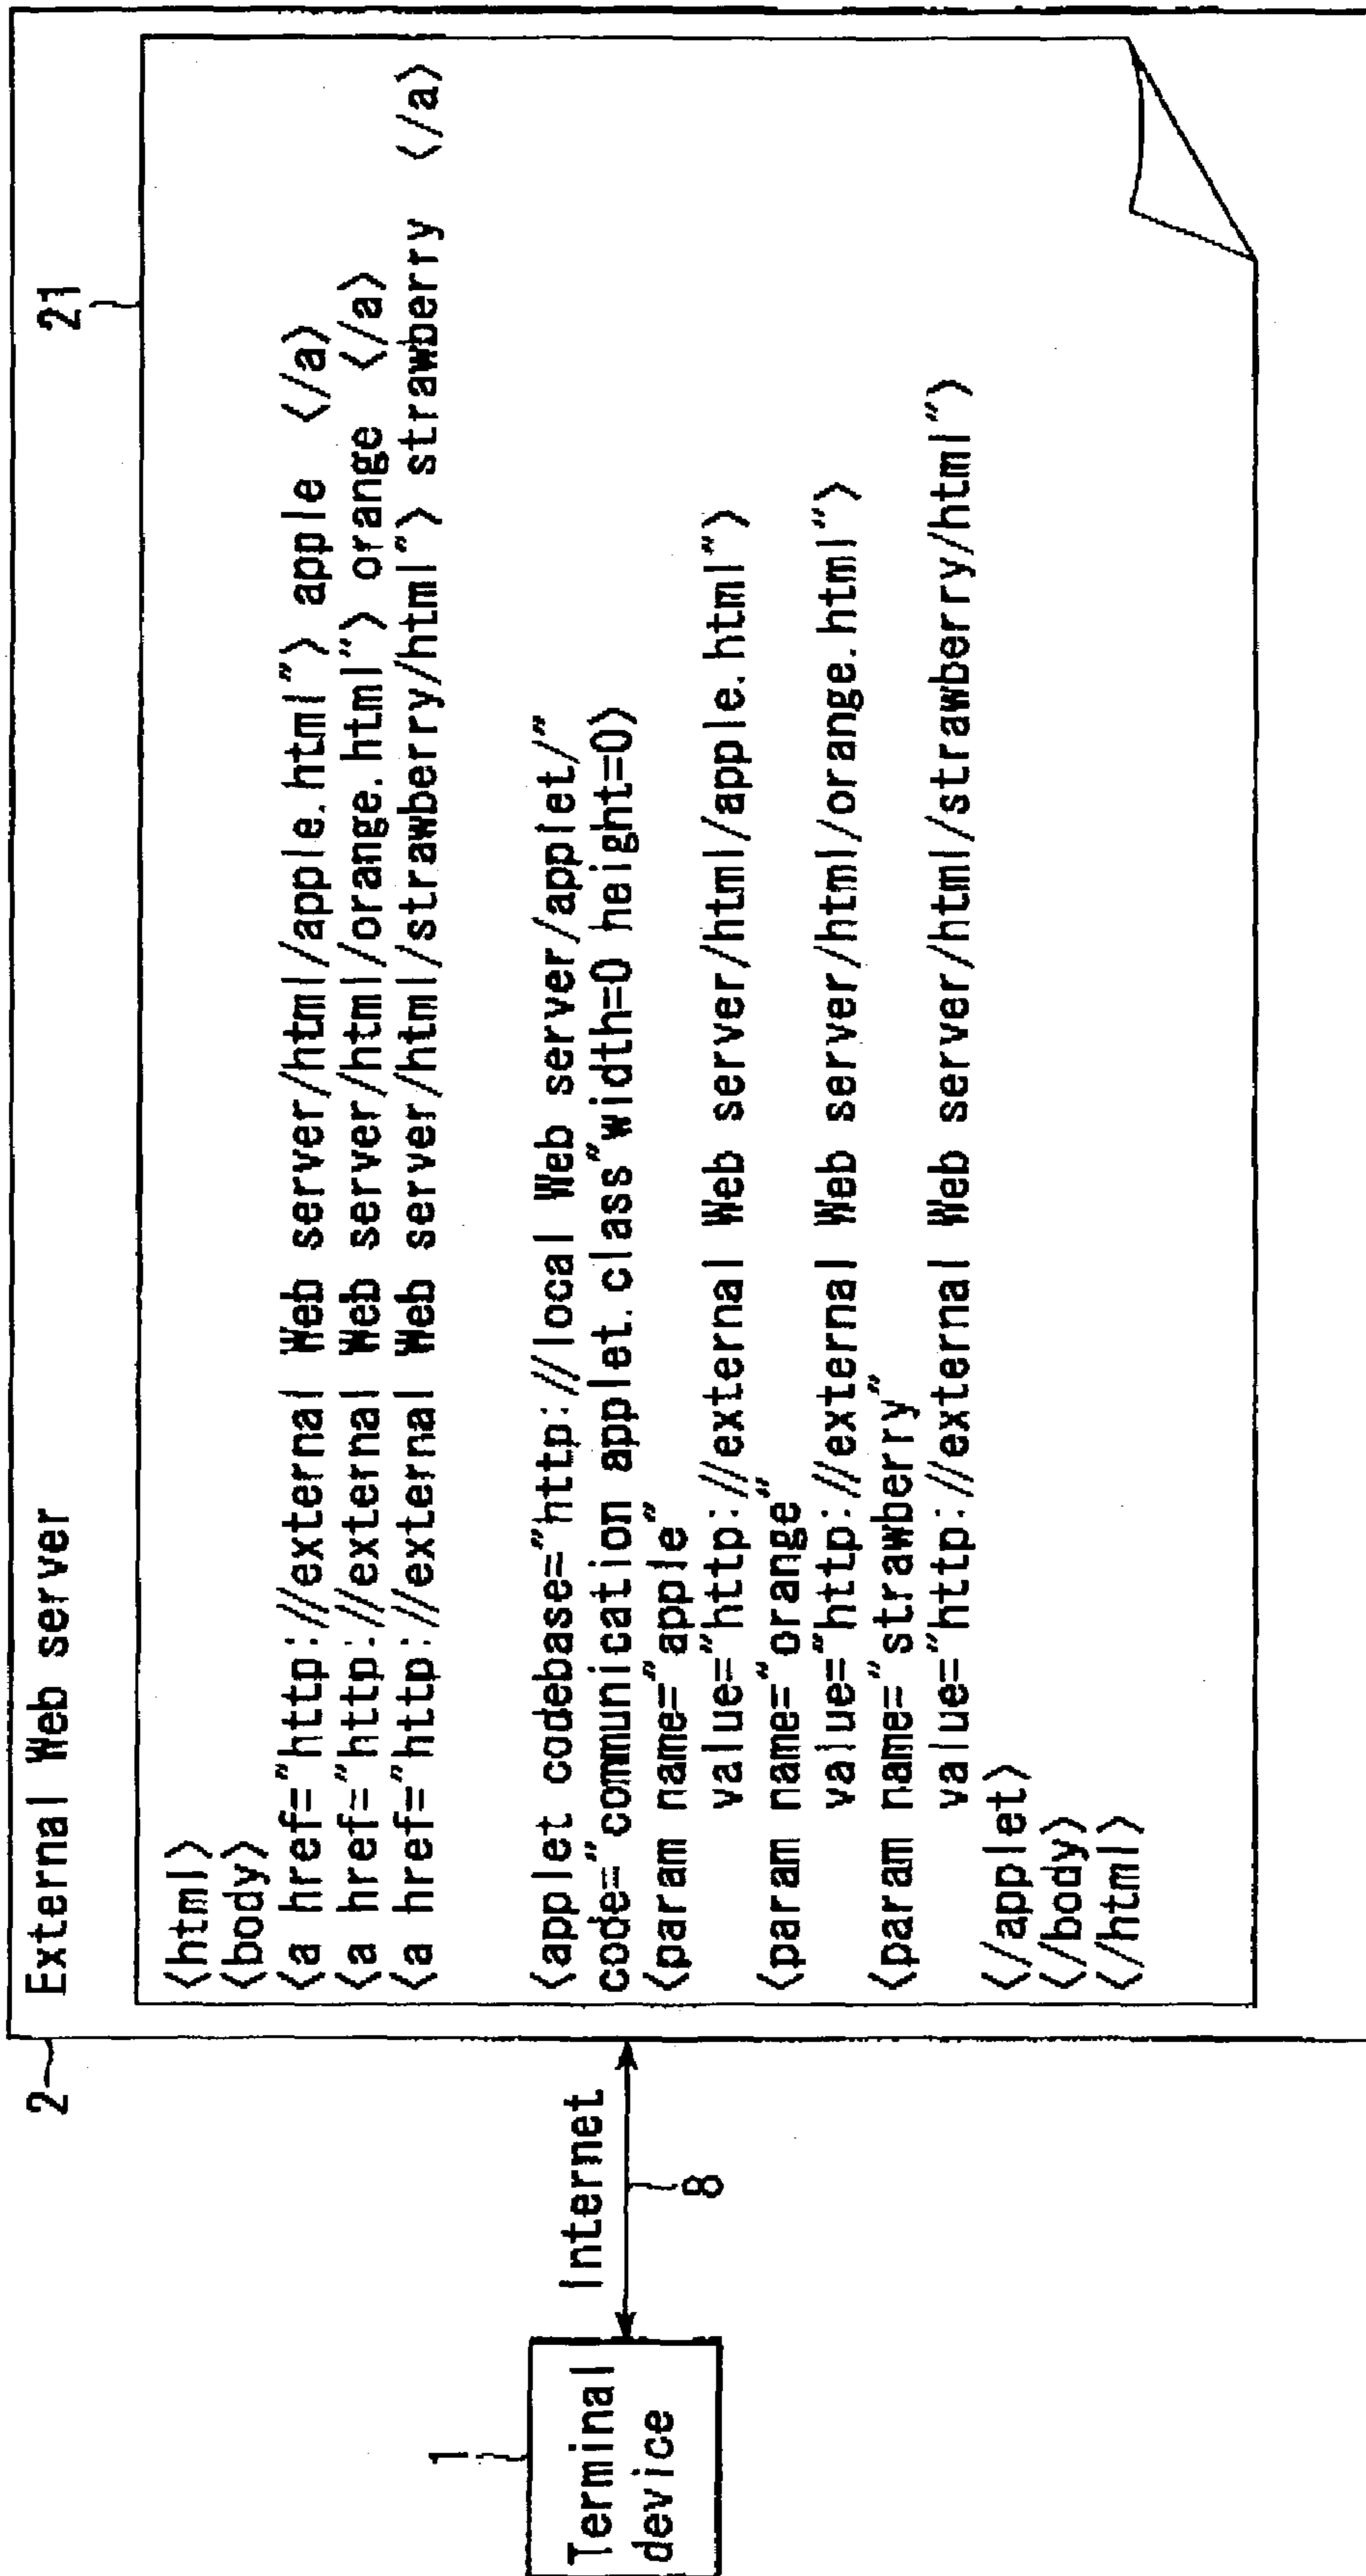 External Web server
2
21
〈html〉
〈body〉
〈a href="http://external Web server/html/apple.html"〉 apple 〈/a〉
〈a href="http://external Web server/html/orange.html"〉 orange 〈/a〉
〈a href="http://external Web server/html/strawberry/html"〉 strawberry 〈/a〉
〈applet codebase="http://local Web server/applet/"
code="communication applet.class"width=0 height=0〉
〈param name="apple"
value="http://external Web server/html/apple.html"〉
〈param name="orange"
value="http://external Web server/html/orange.html"〉
〈param name="strawberry"
value="http://external Web server/html/strawberry/html"〉
〈/applet〉
〈/body〉
〈/html〉
1
Terminal
device
Internet
8